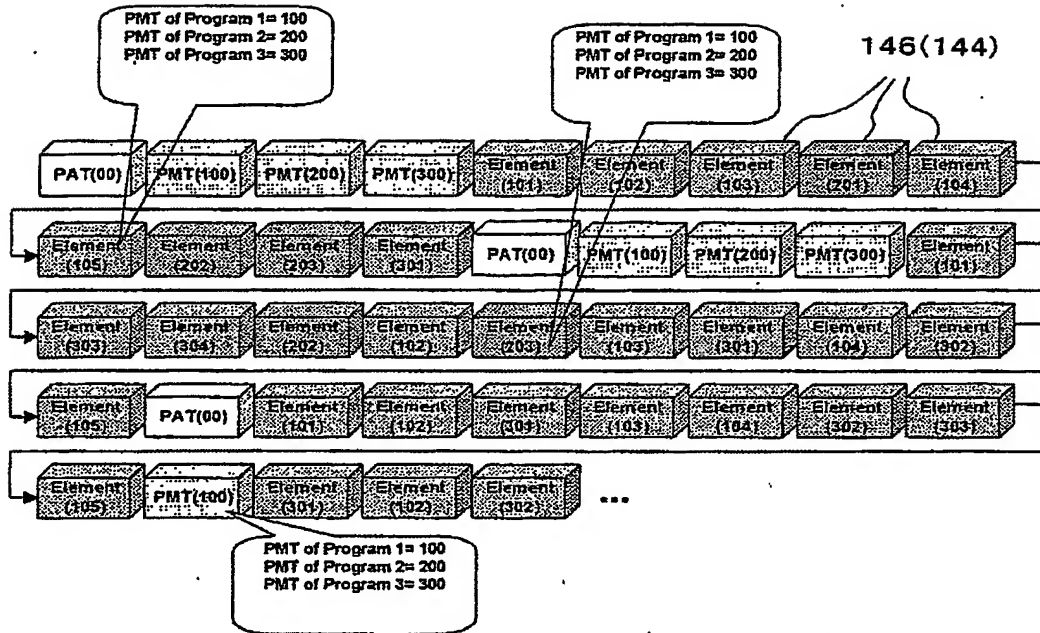 PMT of Program 1= 100
PMT of Program 2= 200
PMT of Program 3= 300
PMT of Program 1= 100
PMT of Program 2= 200
PMT of Program 3= 300
146(144)
PAT(00) PMT(100) PMT(200) PMT(300) Element (101) Element (102) Element (103) Element (201) Element (104)
Element (105) Element (202) Element (203) Element (301) PAT(00) PMT(100) PMT(200) PMT(300) Element (101)
Element (303) Element (304) Element (202) Element (102) Element (203) Element (103) Element (301) Element (104) Element (302)
Element (105) PAT(00) Element (101) Element (102) Element (301) Element (103) Element (104) Element (302) Element (303)
Element (105) PMT(100) Element (301) Element (102) Element (302) ...
PMT of Program 1= 100
PMT of Program 2= 200
PMT of Program 3= 300